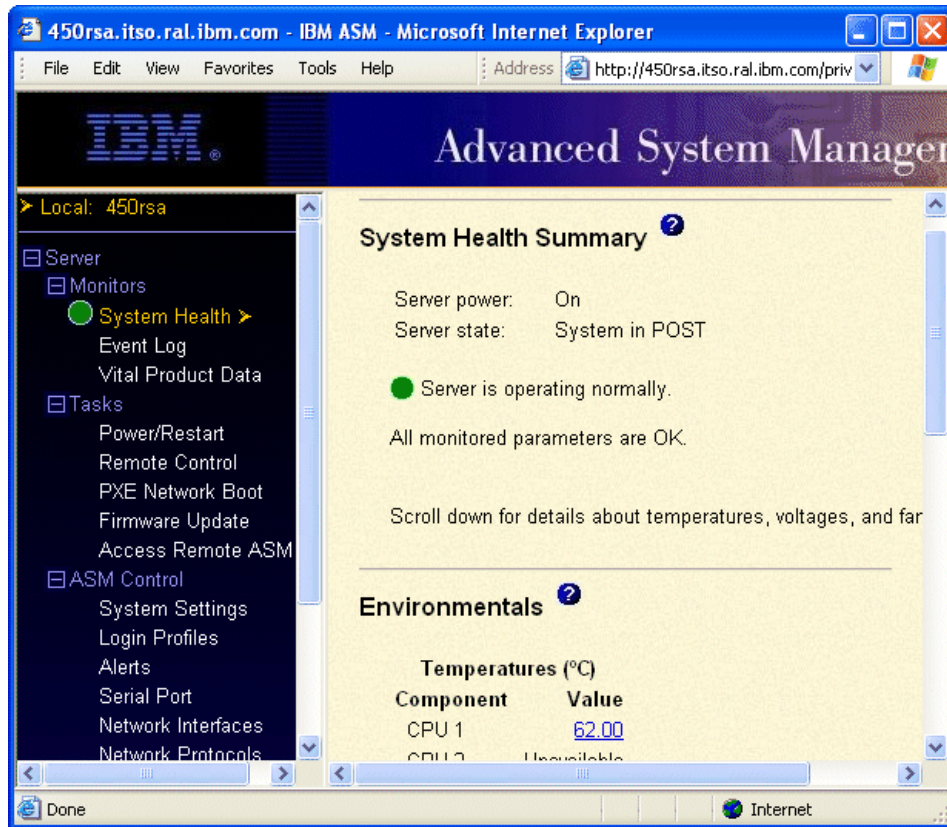 450rsa.itso.ral.ibm.com - IBM ASM - Microsoft Internet Explorer
File Edit View Favorites Tools Help Address http://450rsa.itso.ral.ibm.com/priv
IBM ® Advanced System Manager
Local: 450rsa
Server
Monitors
System Health
Event Log
Vital Product Data
Tasks
Power/Restart
Remote Control
PXE Network Boot
Firmware Update
Access Remote ASM
ASM Control
System Settings
Login Profiles
Alerts
Serial Port
Network Interfaces
Network Protocols
System Health Summary ?
Server power: On
Server state: System in POST
Server is operating normally.
All monitored parameters are OK.
Scroll down for details about temperatures, voltages, and fan
Environmentals ?
Temperatures (ºC)
Component Value
CPU 1 62.00
CPU 2 Unavailable
Done Internet